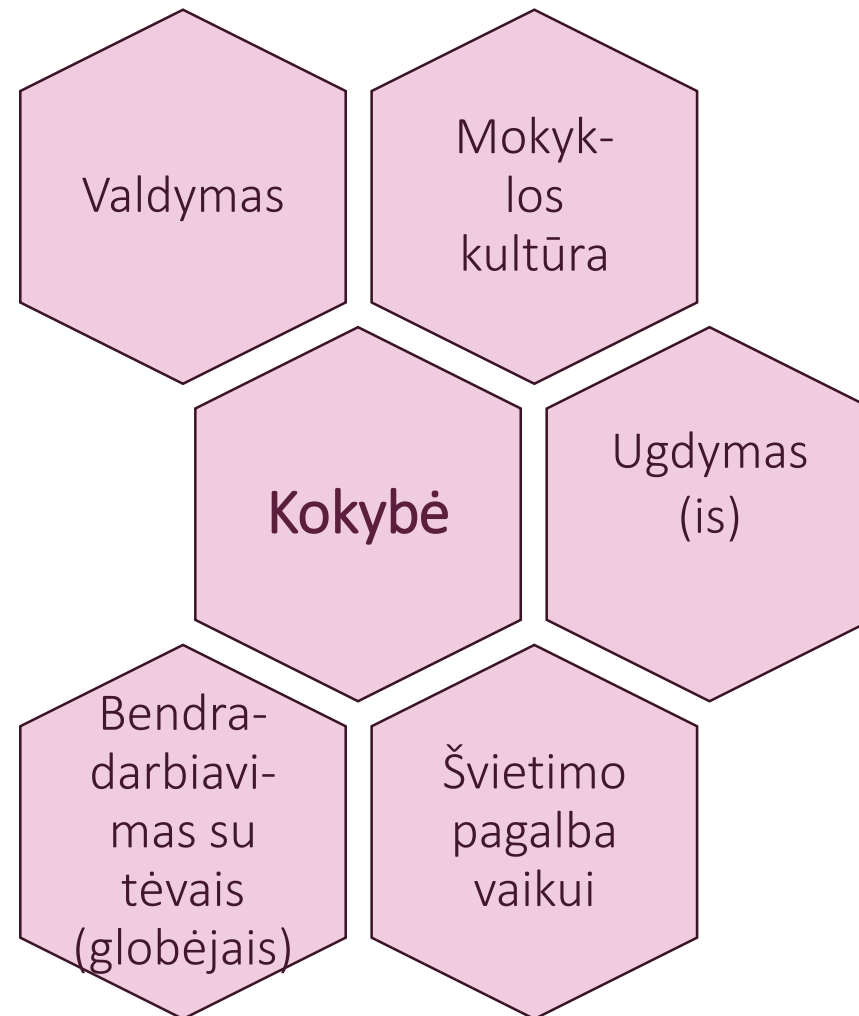 Valdymas
Mokyk-
los
kultūra
Kokybė
Ugdymas
(is)
Bendra-
darbiavi-
mas su
tėvais
(globėjais)
Švietimo
pagalba
vaikui